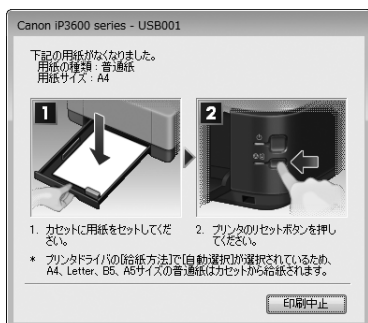 Canon iP3600 series - USB001
下記の用紙がなくなりました。
用紙の種類：普通紙
用紙サイズ：A4
1
2
1. カセットに用紙をセットしてくだ
さい。
2. プリンタのリセットボタンを押し
てください。
* プリンタドライバの[給紙方法]で[自動選択]が選択されているため、
A4、Letter、B5、A5サイズの普通紙はカセットから給紙されます。
印刷中止